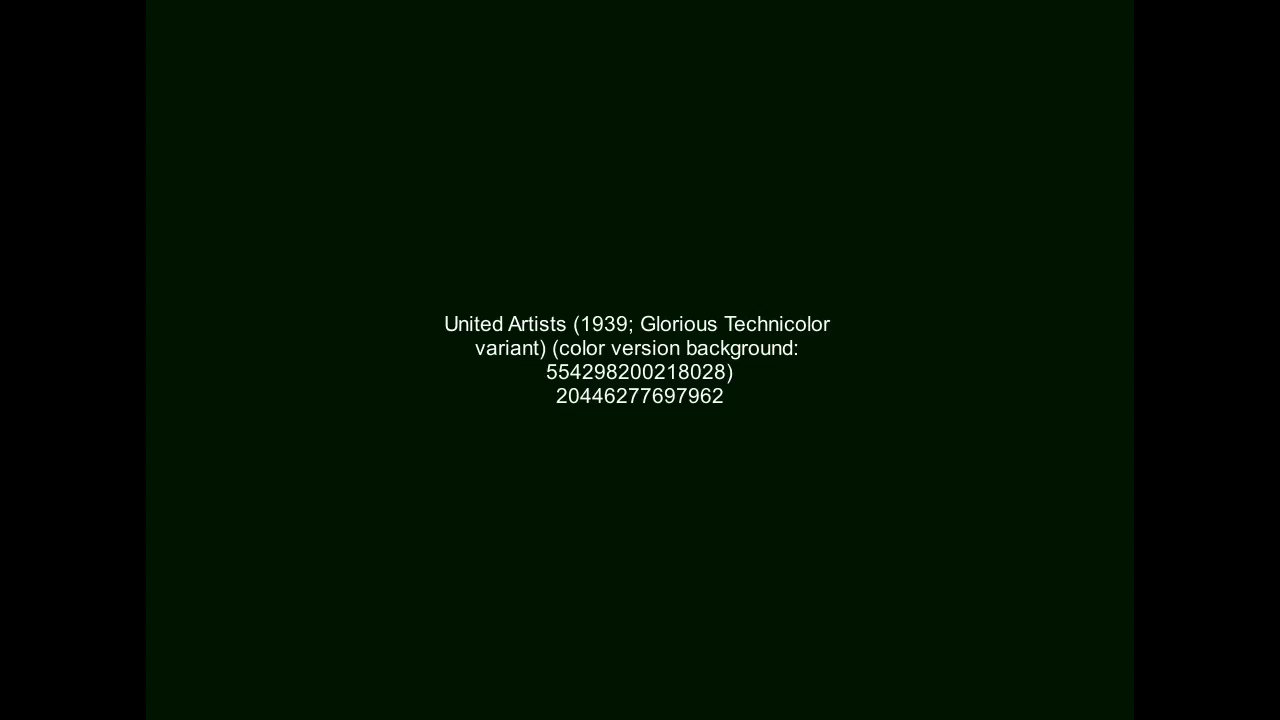 United Artists (1939; Glorious Technicolor
variant) (color version background:
554298200218028)
20446277697962